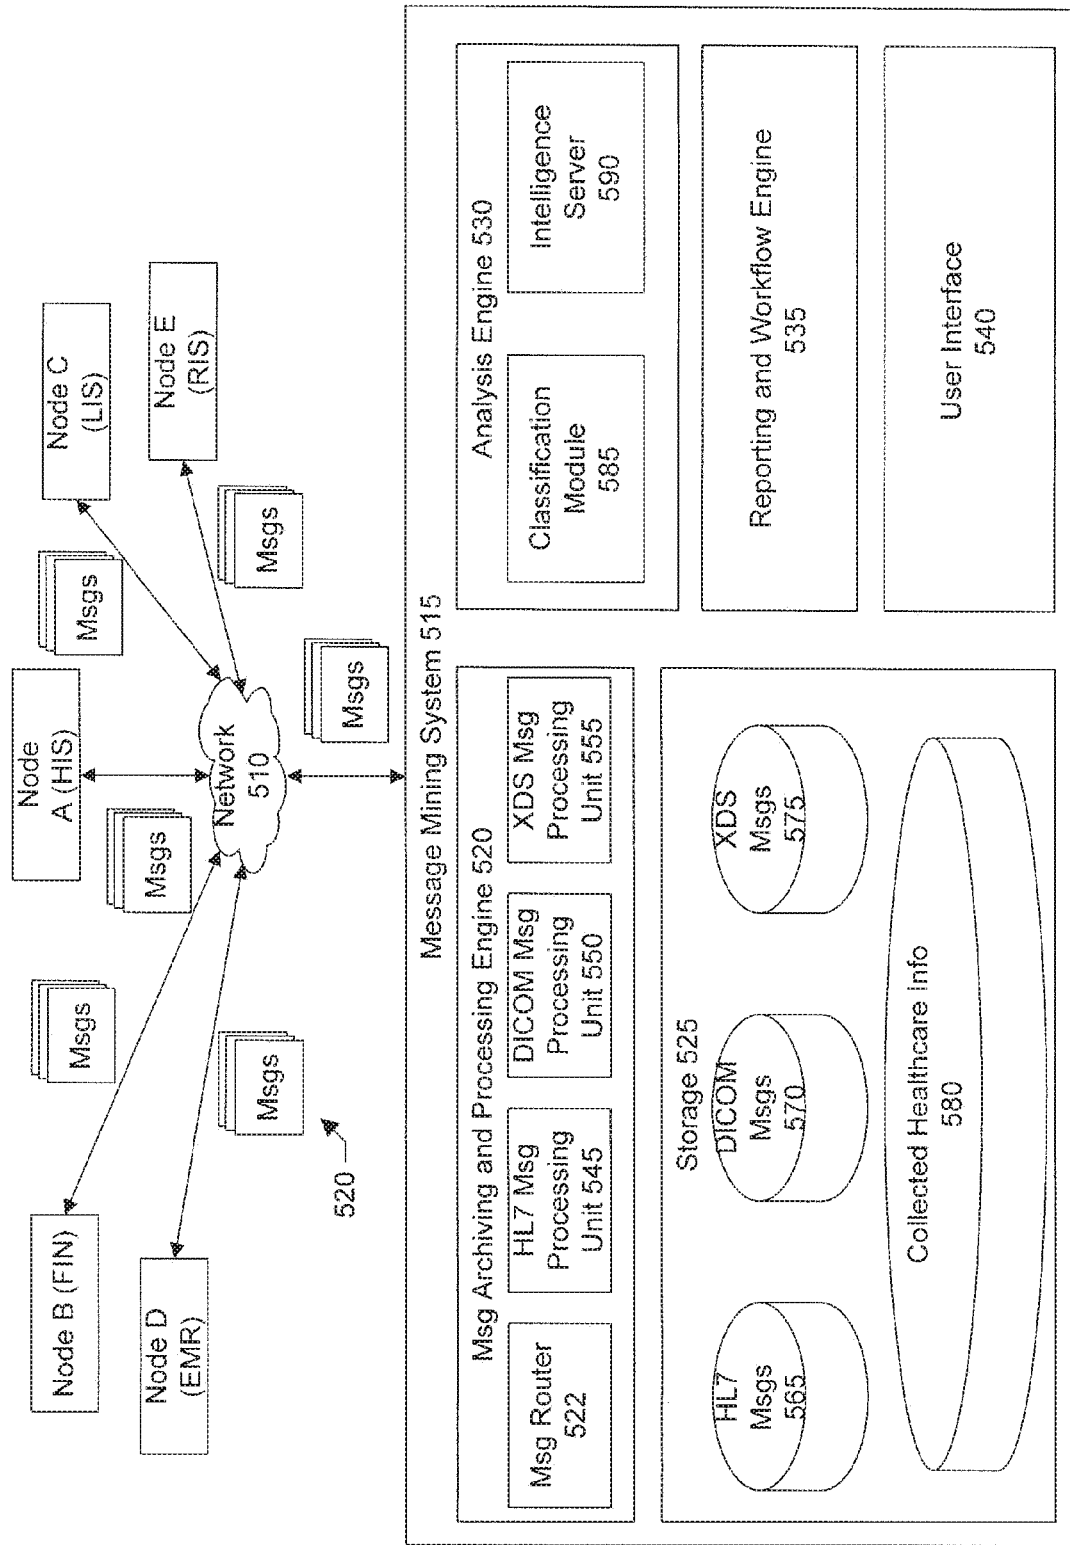 Node
A (HIS)
Node B (FIN)
Node C
(LIS)
Node D
(EMR)
Node E
(RIS)
Msgs
Msgs
Msgs
Msgs
Msgs
Msgs
520
Network
510
Message Mining System 515
Msg Archiving and Processing Engine 520
Msg Router
522
HL7 Msg
Processing
Unit 545
DICOM Msg
Processing
Unit 550
XDS Msg
Processing
Unit 555
Analysis Engine 530
Classification
Module
585
Intelligence
Server
590
Storage 525
HL7
Msgs
565
DICOM
Msgs
570
XDS
Msgs
575
Collected Healthcare Info
580
Reporting and Workflow Engine
535
User Interface
540